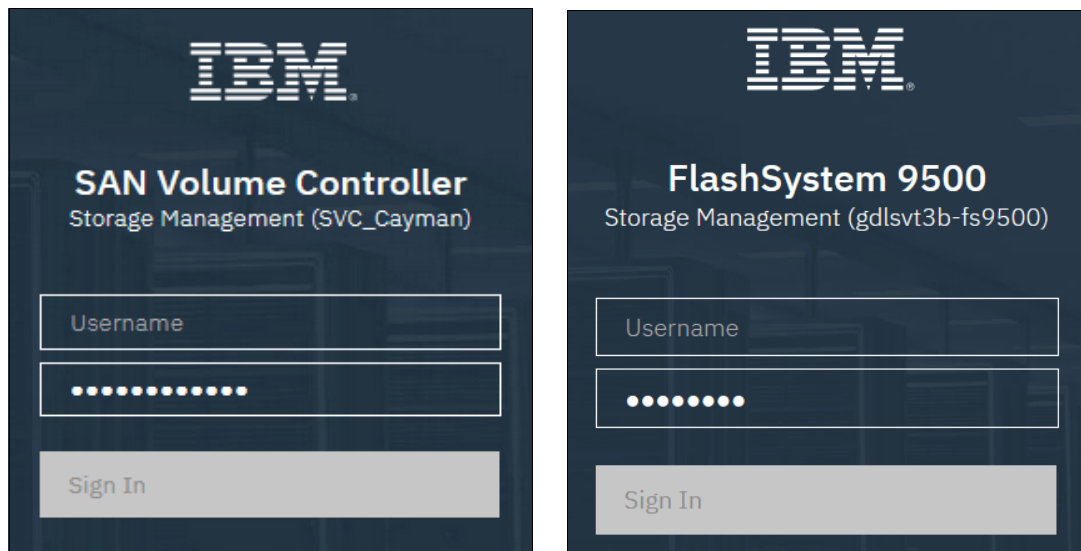 IBM®
SAN Volume Controller
Storage Management (SVC_Cayman)
Username
••••••••••••
Sign In
IBM®
FlashSystem 9500
Storage Management (gdlsvt3b-fs9500)
Username
••••••••
Sign In